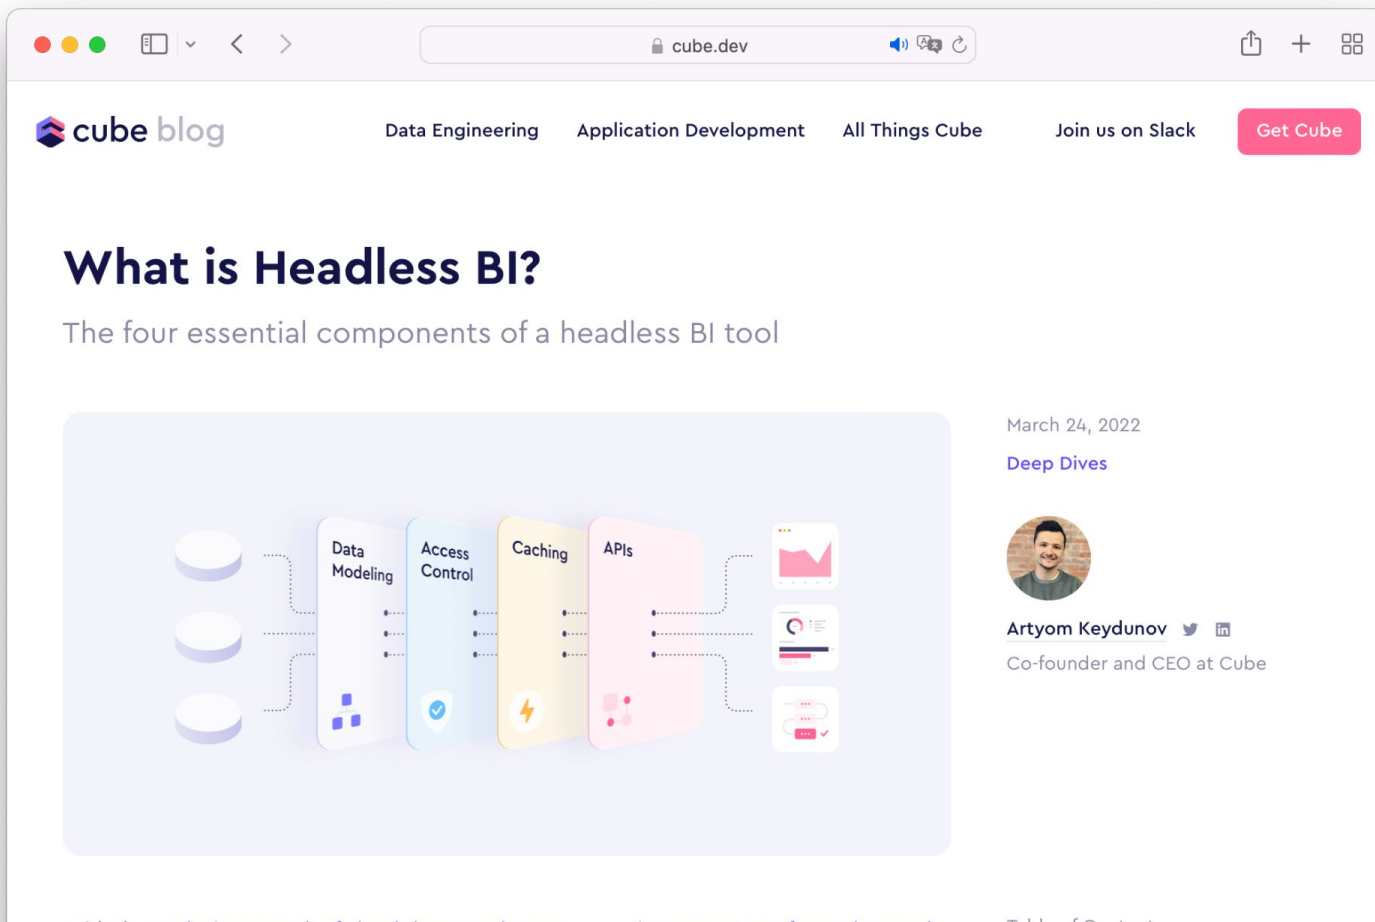 cube.dev
cube blog
Data Engineering
Application Development
All Things Cube
Join us on Slack
Get Cube
What is Headless BI?
The four essential components of a headless BI tool
Data
Modeling
Access
Control
Caching
APIs
March 24, 2022
Deep Dives
Artyom Keydunov
Co-founder and CEO at Cube